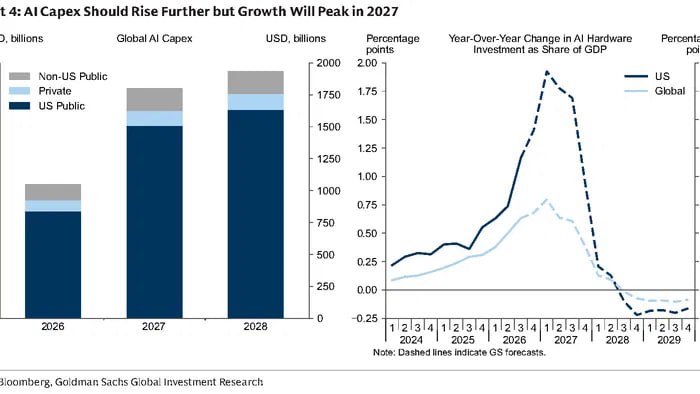 t 4: AI Capex Should Rise Further but Growth Will Peak in 2027
D, billions Global AI Capex USD, billions
Non-US Public
Private
US Public
2000
1750
1500
1250
1000
750
500
250
0
2026 2027 2028
Percentage points Year-Over-Year Change in AI Hardware Investment as Share of GDP Percenta poi
US
Global
2.00
1.75
1.50
1.25
1.00
0.75
0.50
0.25
0.00
−0.25
1 2 3 4 1 2 3 4 1 2 3 4 1 2 3 4 1 2 3 4 1 2 3 4
2024 2025 2026 2027 2028 2029
Note: Dashed lines indicate GS forecasts.
Bloomberg, Goldman Sachs Global Investment Research